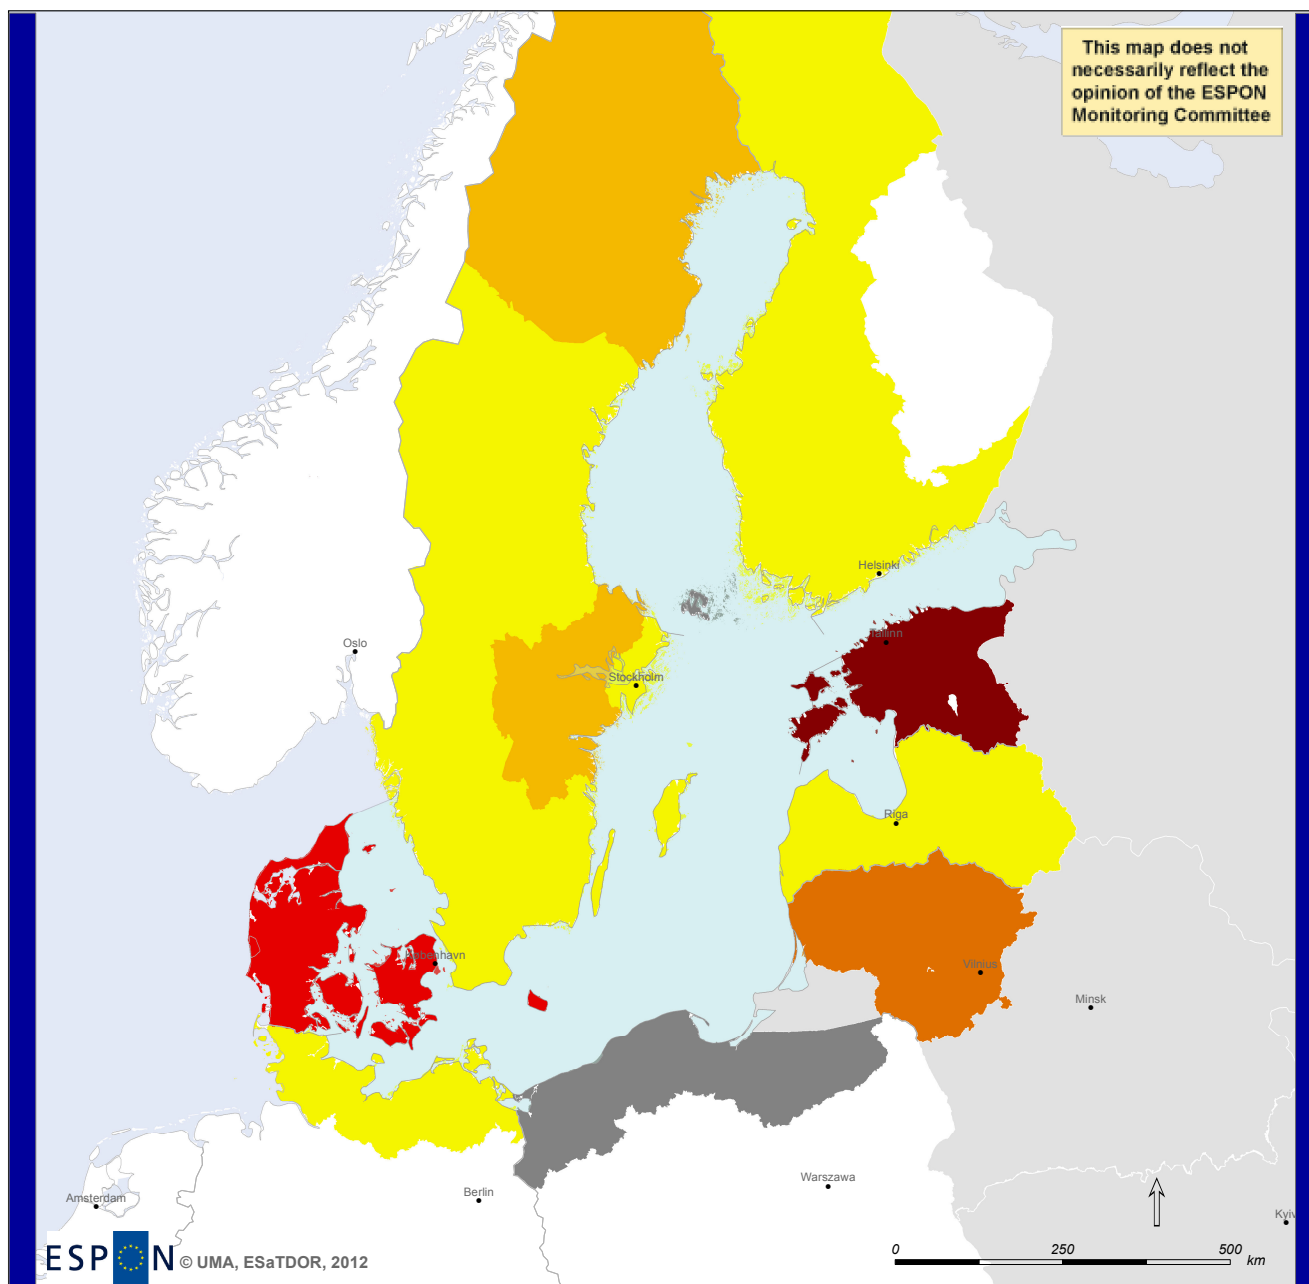 This map does not
necessarily reflect the
opinion of the ESPON
Monitoring Committee
Helsinki
Tallinn
Oslo
Stockholm
Riga
København
Vilnius
Minsk
Warszawa
Berlin
Amsterdam
Kyiv
0 250 500
km
ESPON © UMA, ESaTDOR, 2012